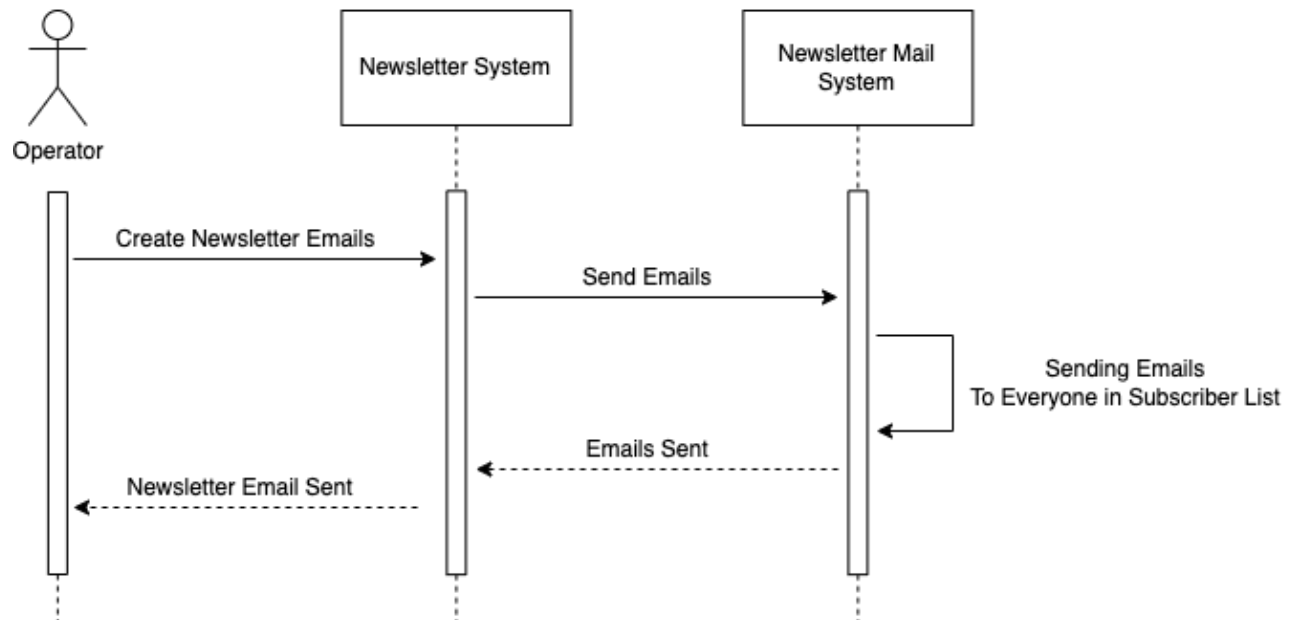 Newsletter System
Newsletter Mail
System
Operator
Create Newsletter Emails
Send Emails
Sending Emails
To Everyone in Subscriber List
Emails Sent
Newsletter Email Sent